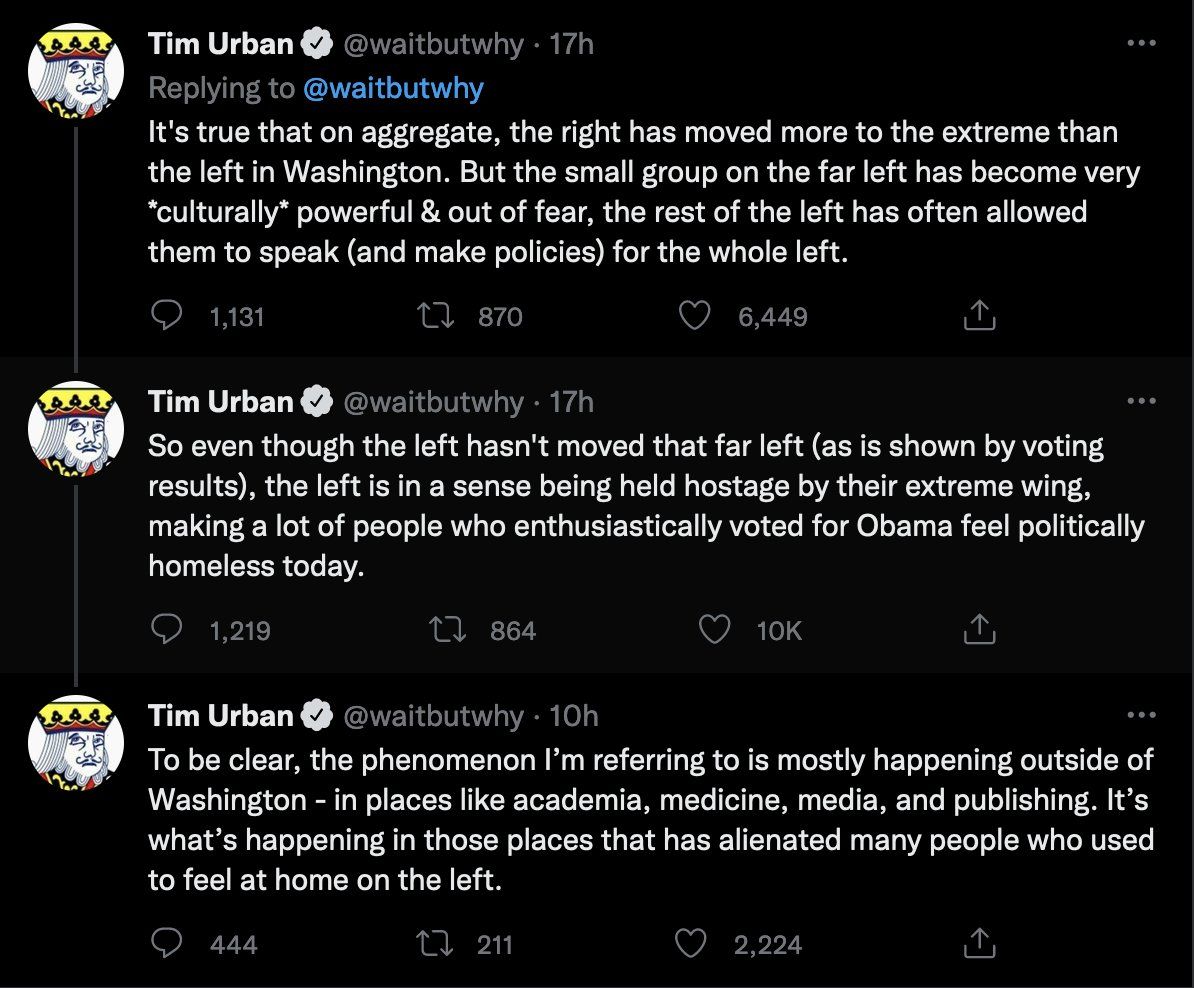 Tim Urban @waitbutwhy · 17h
Replying to @waitbutwhy
It's true that on aggregate, the right has moved more to the extreme than
the left in Washington. But the small group on the far left has become very
*culturally* powerful & out of fear, the rest of the left has often allowed
them to speak (and make policies) for the whole left.
1,131 870 6,449
Tim Urban @waitbutwhy · 17h
So even though the left hasn't moved that far left (as is shown by voting
results), the left is in a sense being held hostage by their extreme wing,
making a lot of people who enthusiastically voted for Obama feel politically
homeless today.
1,219 864 10K
Tim Urban @waitbutwhy · 10h
To be clear, the phenomenon I’m referring to is mostly happening outside of
Washington - in places like academia, medicine, media, and publishing. It’s
what’s happening in those places that has alienated many people who used
to feel at home on the left.
444 211 2,224